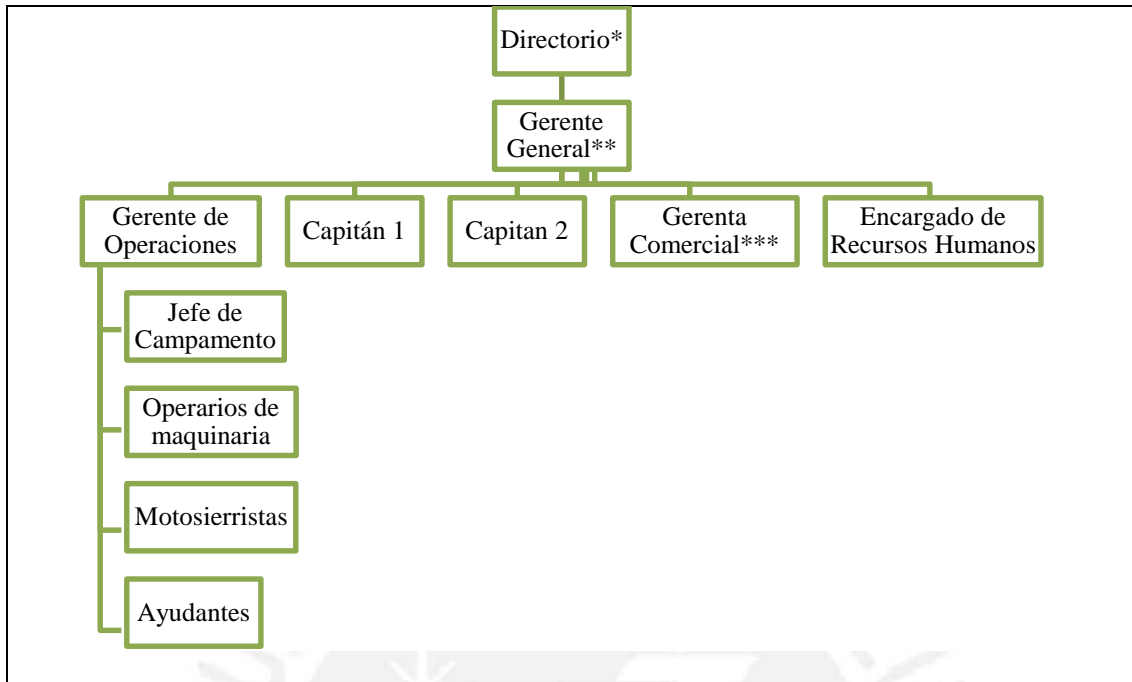 Directorio*
Gerente
General**
Gerente de
Operaciones
Capitán 1
Capitan 2
Gerenta
Comercial***
Encargado de
Recursos Humanos
Jefe de
Campamento
Operarios de
maquinaria
Motosierristas
Ayudantes